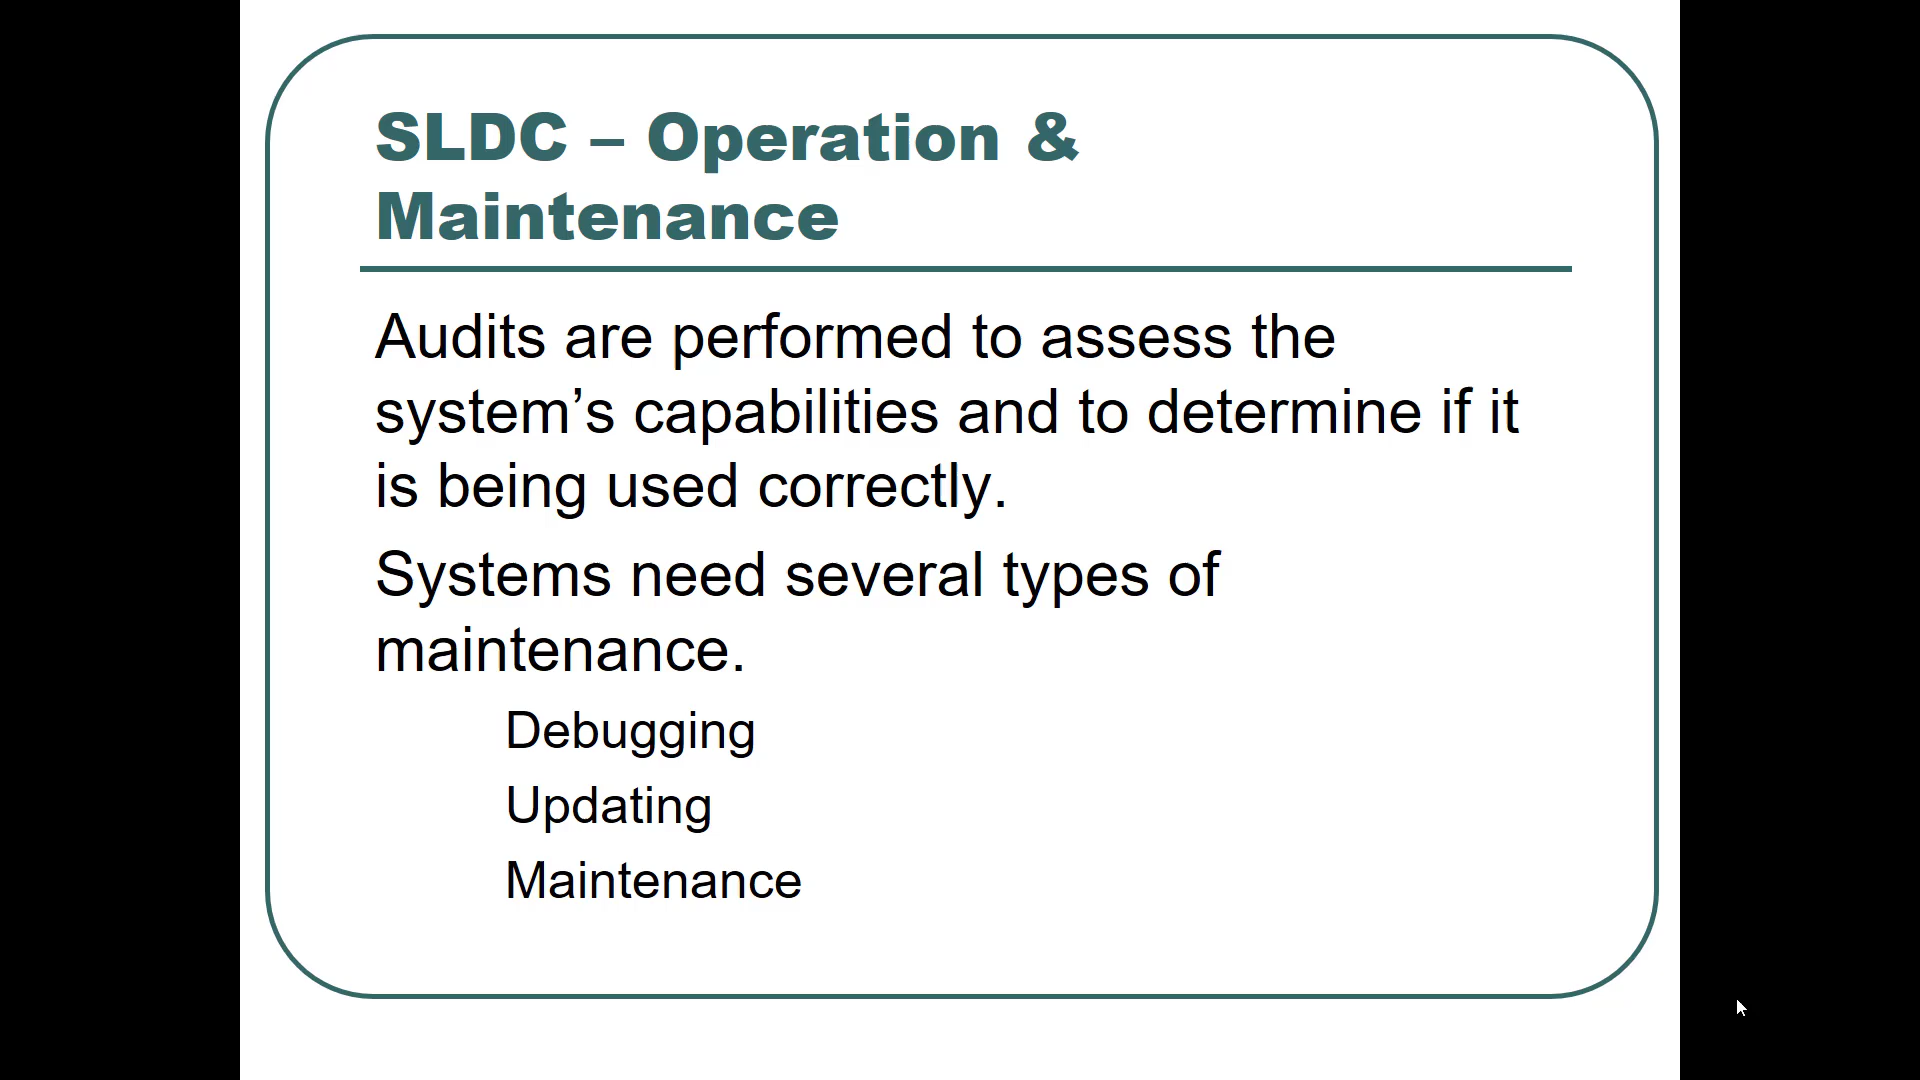 SLDC – Operation &
Maintenance
Audits are performed to assess the
system’s capabilities and to determine if it
is being used correctly.
Systems need several types of
maintenance.
Debugging
Updating
Maintenance